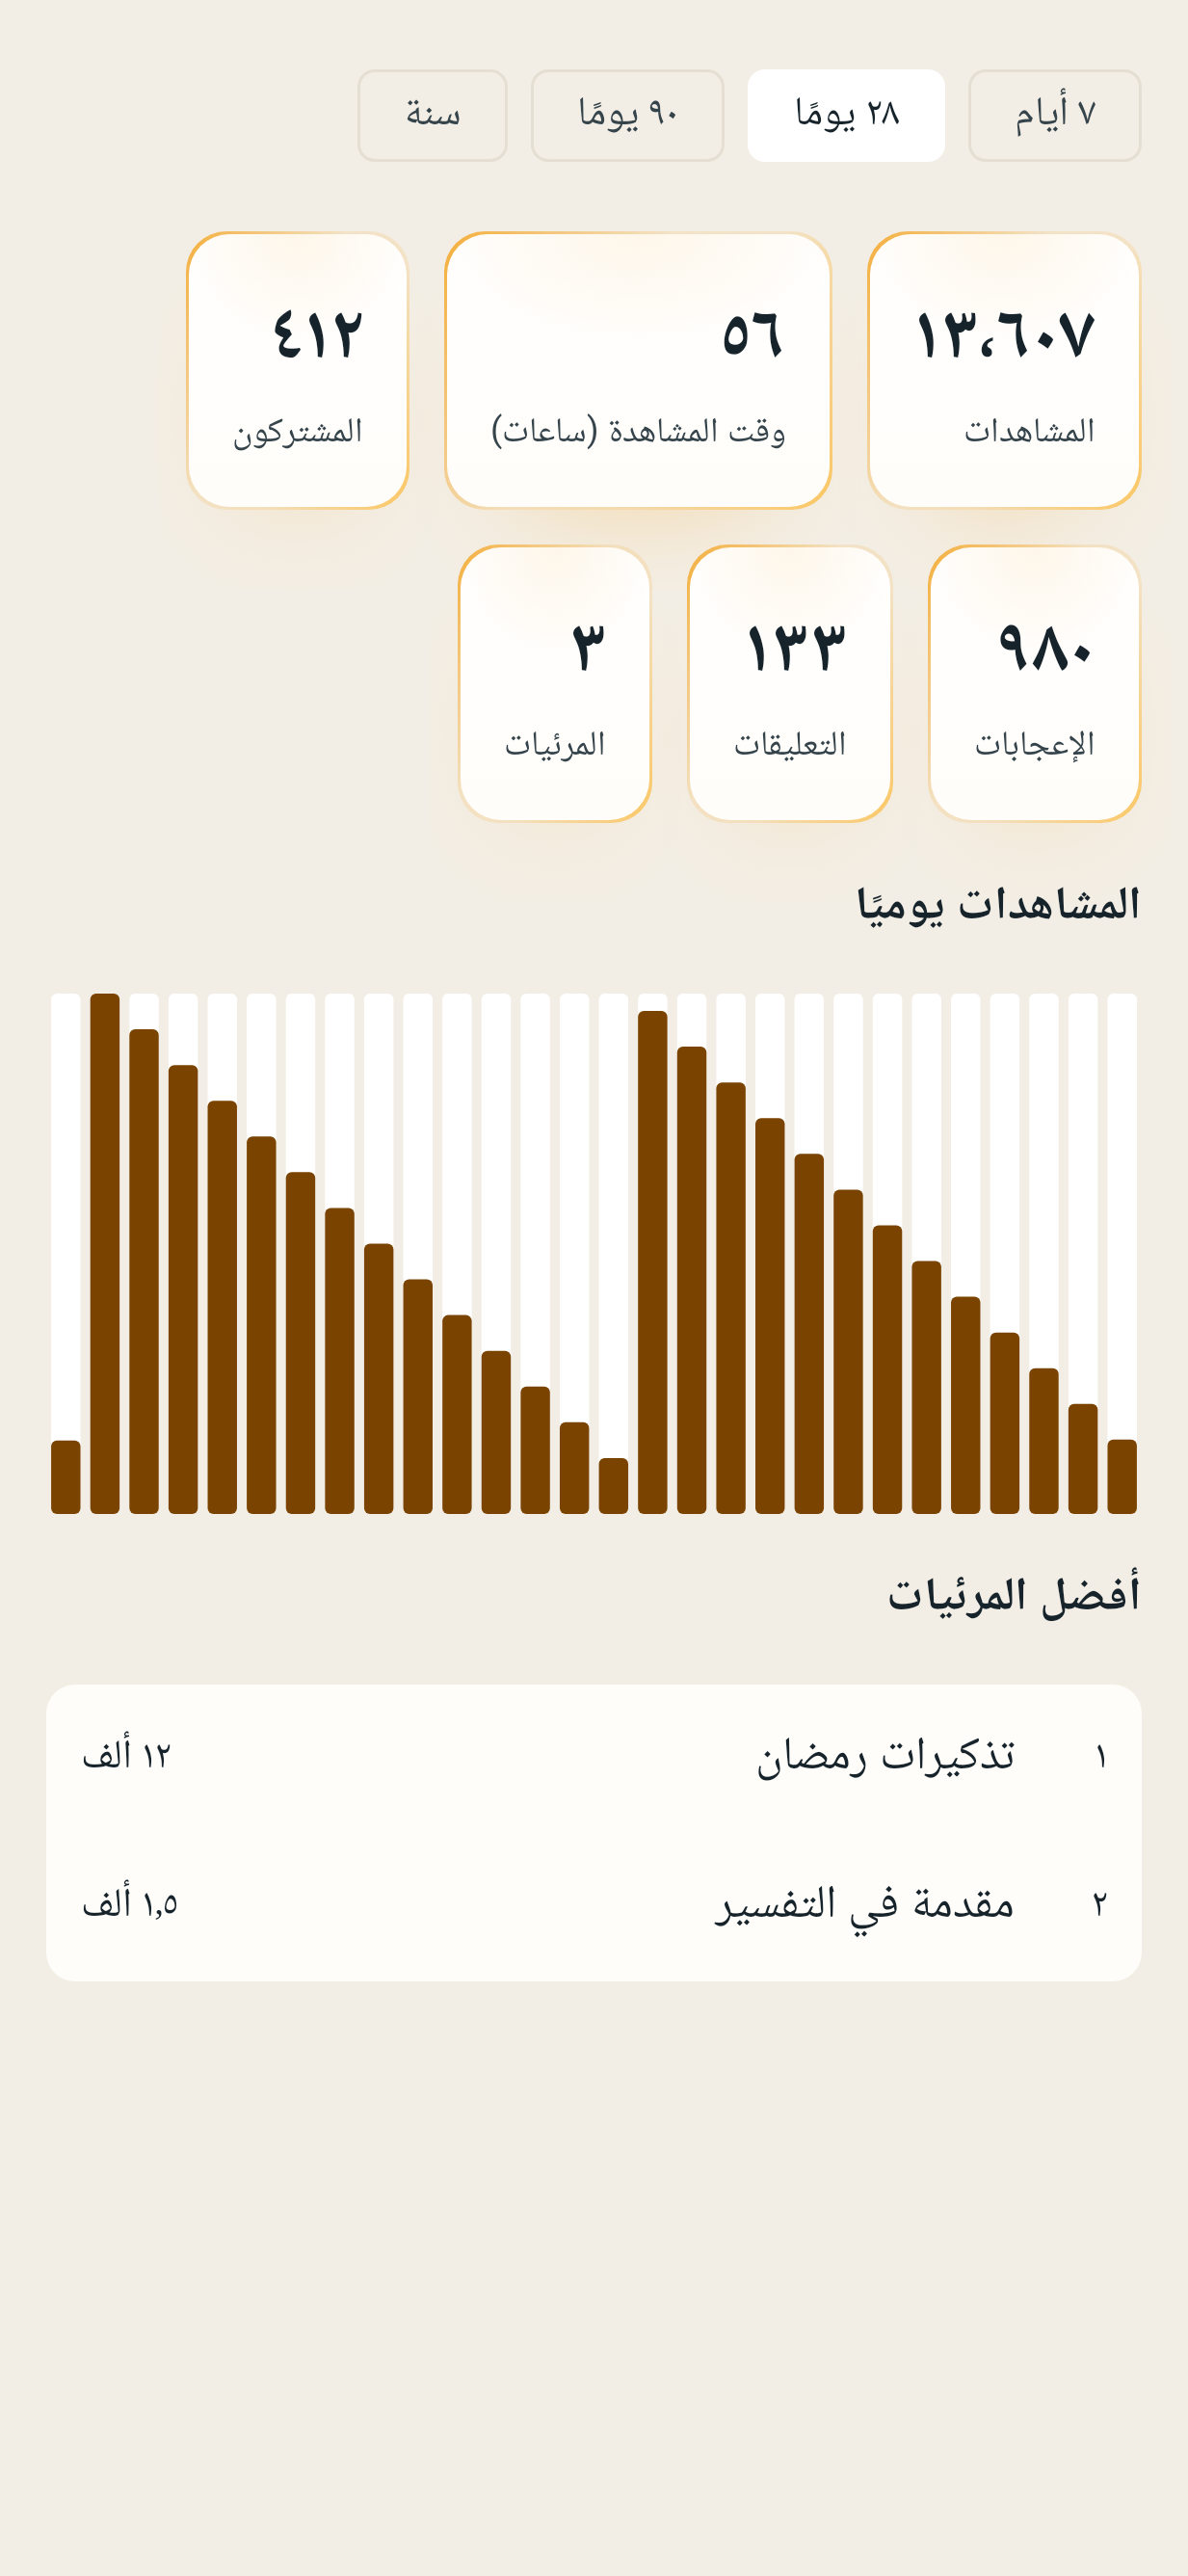 ٧ أيام
٢٨ يومًا
٩٠ يومًا
سنة
١٣،٦٠٧
المشاهدات
٥٦
وقت المشاهدة (ساعات)
٤١٢
المشتركون
٩٨٠
الإعجابات
١٣٣
التعليقات
٣
المرئيات
المشاهدات يوميًا
أفضل المرئيات
١ تذكيرات رمضان ١٢ ألف
٢ مقدمة في التفسير ١٫٥ ألف